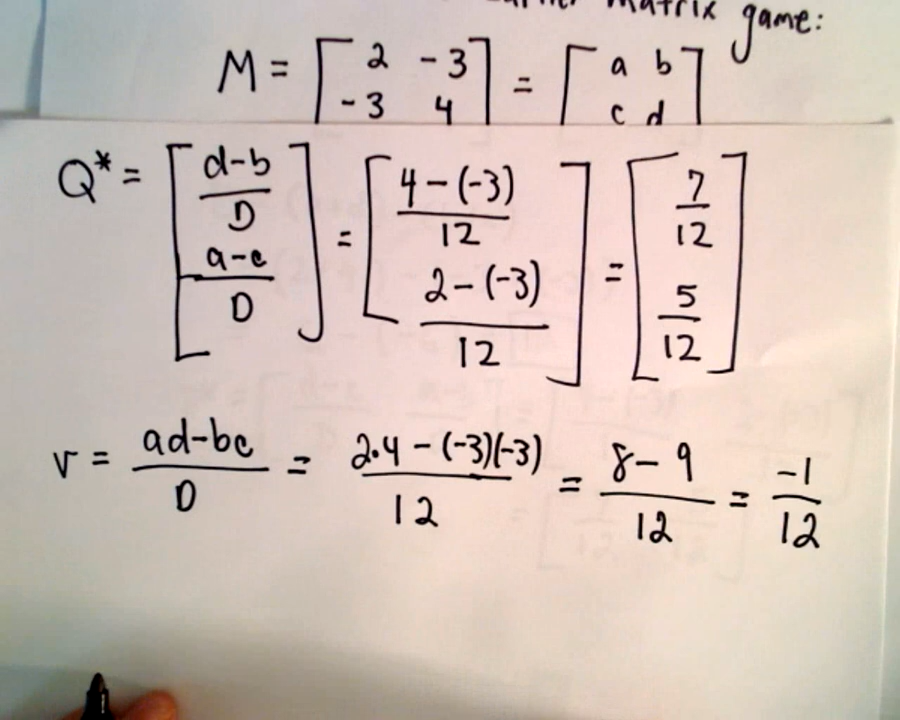 matrix game:
M = [ 2 -3 ; -3 4 ] = [ a b ; c d ]
Q* = [ d-b/D ; a-c/D ] = [ 4-(-3)/12 ; 2-(-3)/12 ] = [ 7/12 ; 5/12 ]
v = ad-bc/D = 2·4-(-3)(-3)/12 = 8-9/12 = -1/12